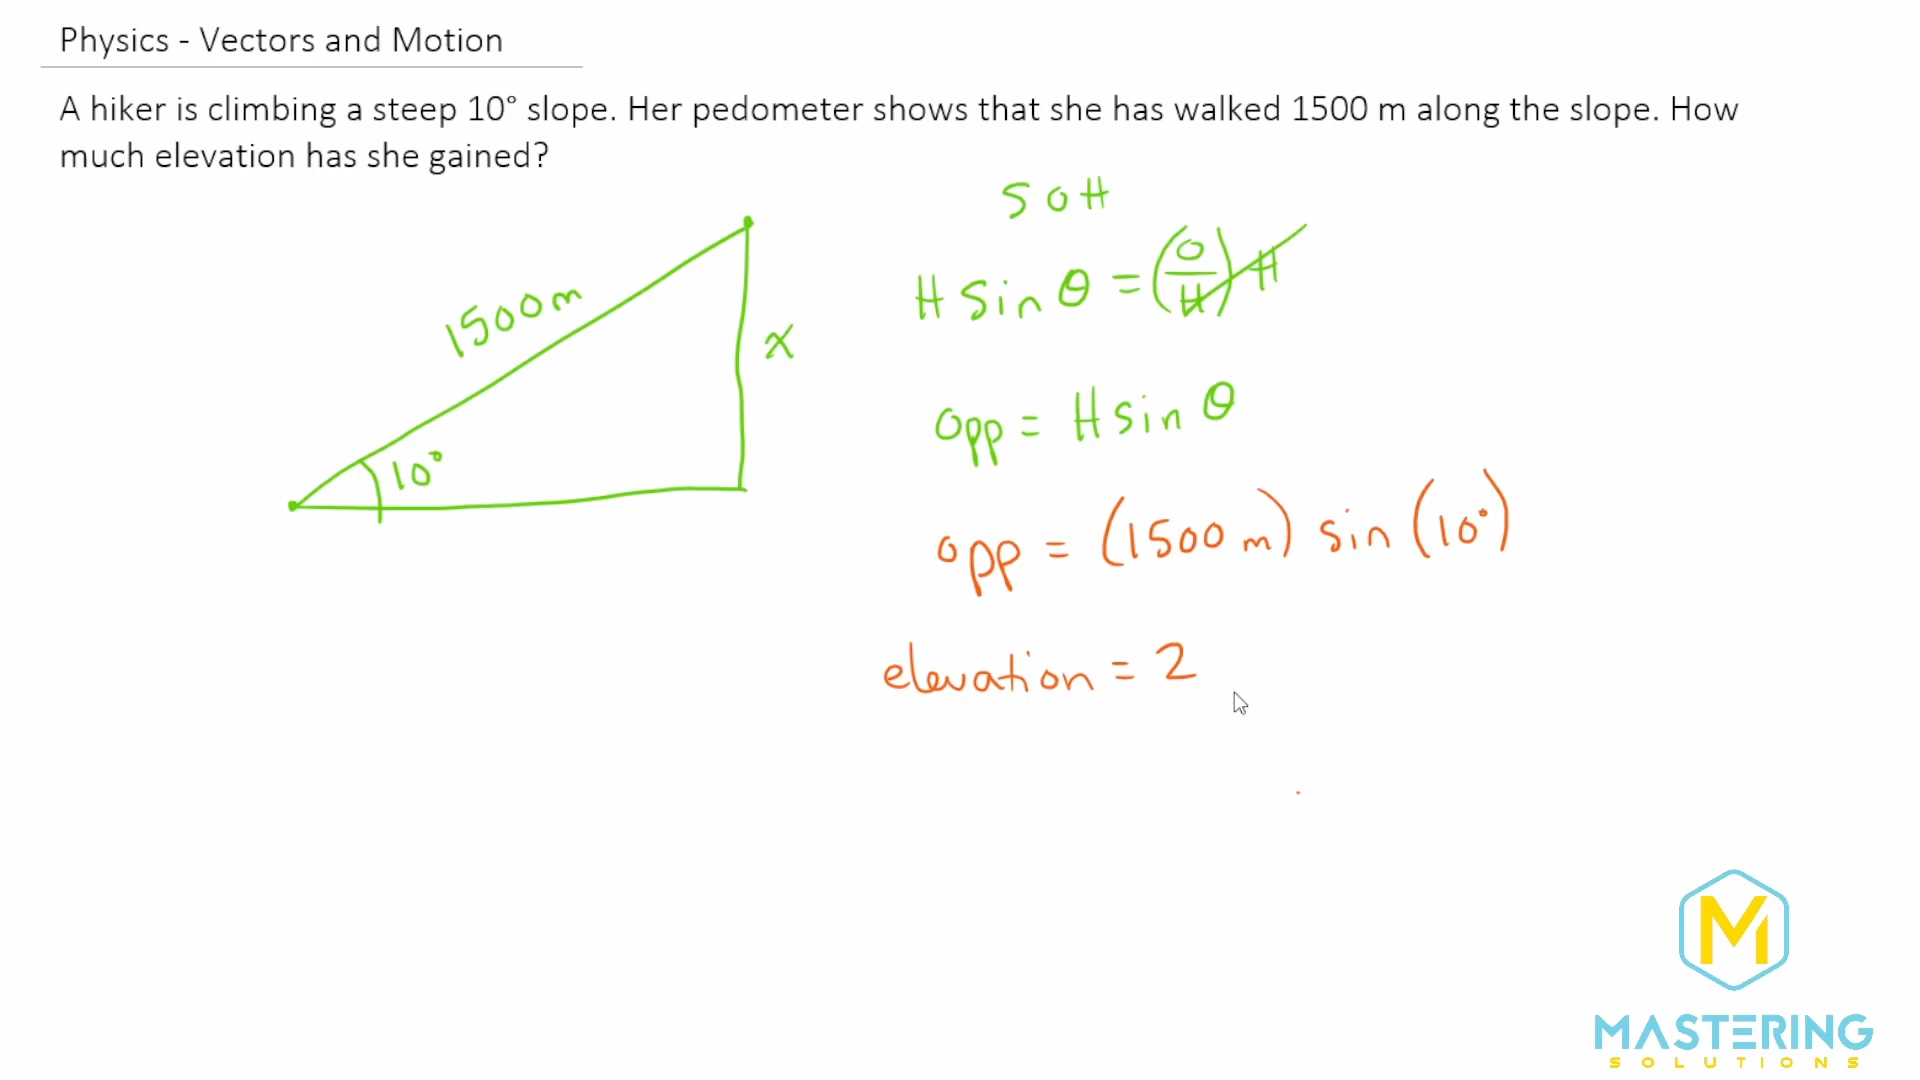 Physics - Vectors and Motion
A hiker is climbing a steep 10° slope. Her pedometer shows that she has walked 1500 m along the slope. How
much elevation has she gained?
SOH
H sin θ = (O/H) H
1500m
x
opp = H sin θ
10°
opp = (1500 m) sin (10°)
elevation = 2
M
MASTERING
SOLUTIONS